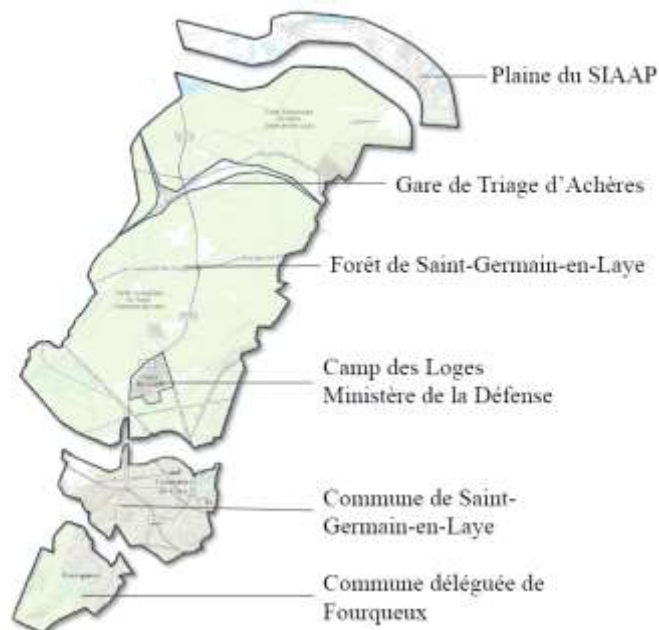 Plaine du SIAAP
Gare de Triage d'Achères
Forêt de Saint-Germain-en-Laye
Camp des Loges
Ministère de la Défense
Commune de Saint-
Germain-en-Laye
Commune déléguée de
Fourqueux